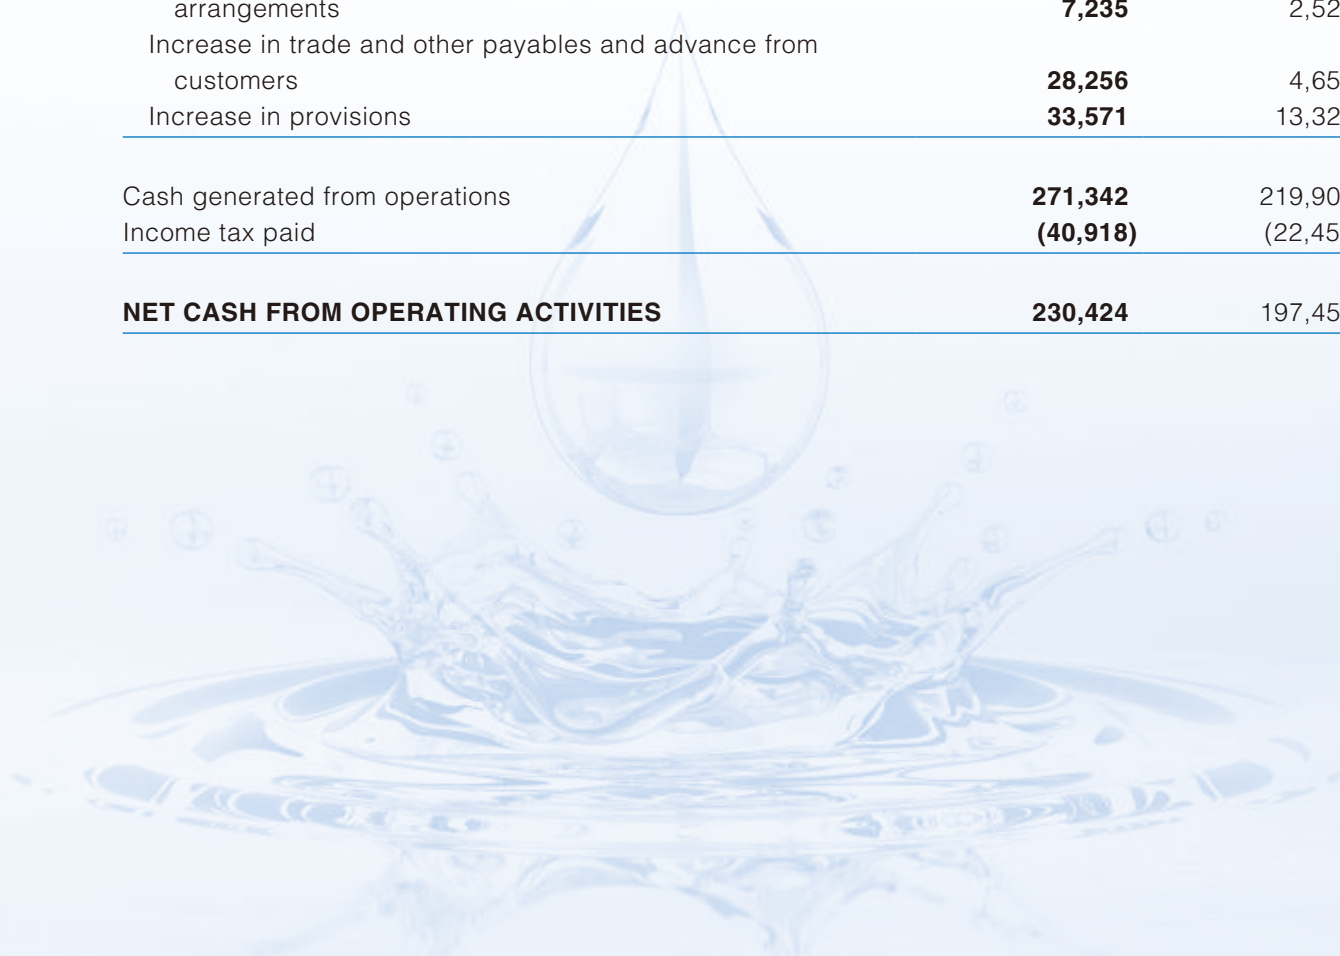 arrangements 7,235 2,52
Increase in trade and other payables and advance from
customers 28,256 4,65
Increase in provisions 33,571 13,32
Cash generated from operations 271,342 219,90
Income tax paid (40,918) (22,45
NET CASH FROM OPERATING ACTIVITIES 230,424 197,45